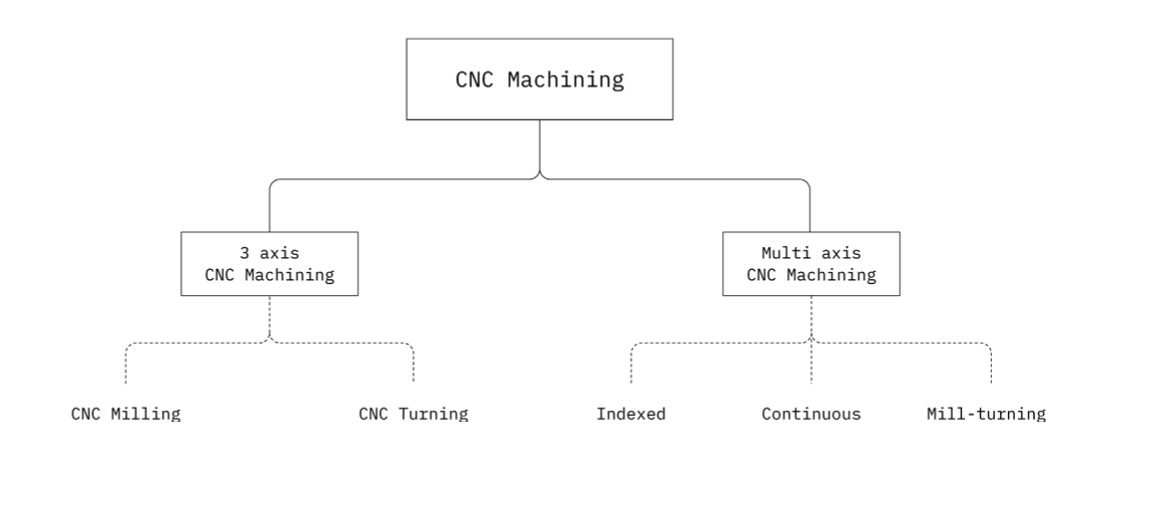 CNC Machining
3 axis
CNC Machining
Multi axis
CNC Machining
CNC Milling
CNC Turning
Indexed
Continuous
Mill-turning